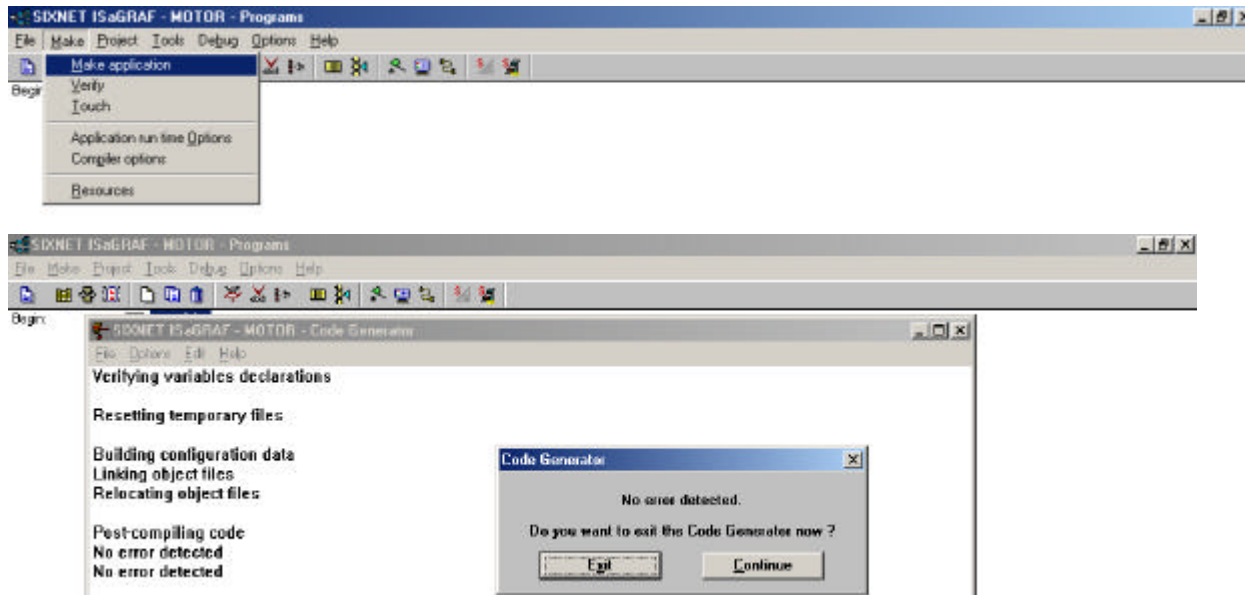 SIXNET ISaGRAF - MOTOR - Programs
File Make Project Tools Debug Options Help
Make application
Verify
Touch
Application run time Options
Compiler options
Resources
SIXNET ISaGRAF - MOTOR - Programs
File Make Project Tools Debug Options Help
Begin:
SIXNET ISaGRAF - MOTOR - Code Generator
File Options Edit Help
Verifying variables declarations
Resetting temporary files
Building configuration data
Linking object files
Relocating object files
Post-compiling code
No error detected
No error detected
Code Generator
No error detected.
Do you want to exit the Code Generator now ?
Exit Continue